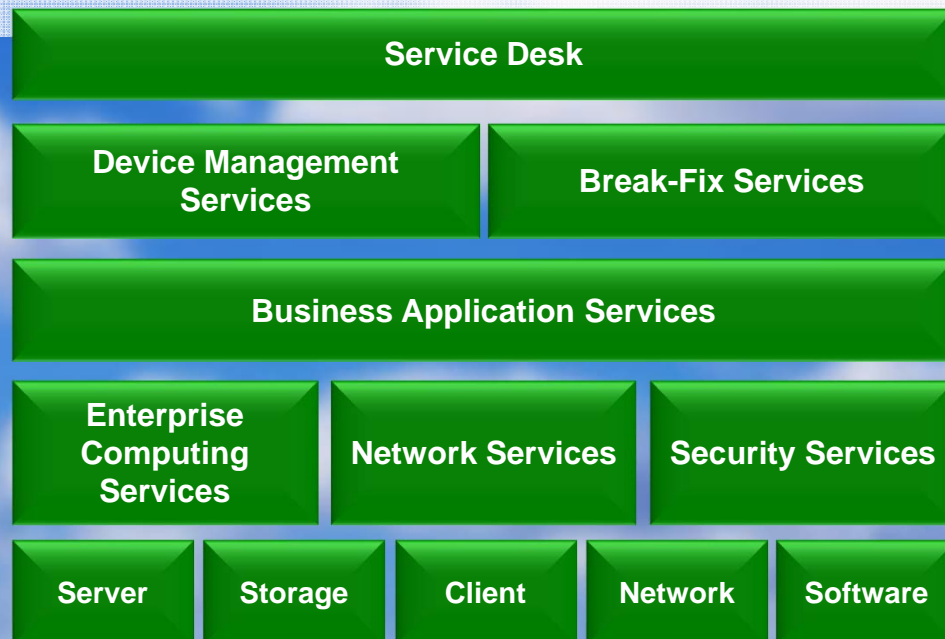 Service Desk
Device Management
Services
Break-Fix Services
Business Application Services
Enterprise
Computing
Services
Network Services
Security Services
Server
Storage
Client
Network
Software